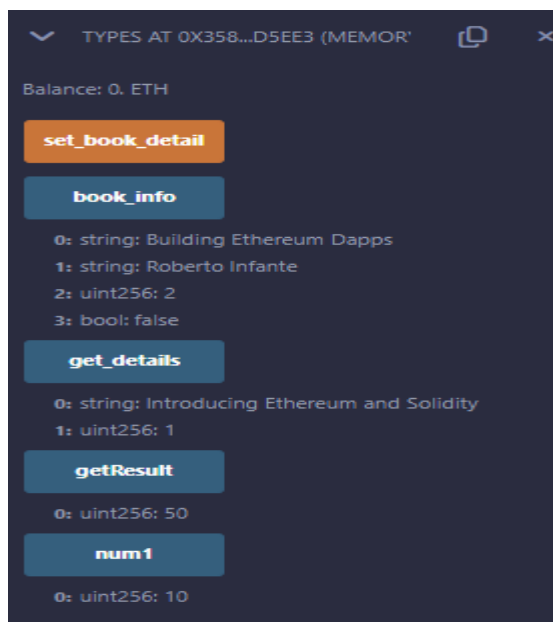 TYPES AT 0X358...D5EE3 (MEMOR'
Balance: 0. ETH
set_book_detail
book_info
0: string: Building Ethereum Dapps
1: string: Roberto Infante
2: uint256: 2
3: bool: false
get_details
0: string: Introducing Ethereum and Solidity
1: uint256: 1
getResult
0: uint256: 50
num1
0: uint256: 10